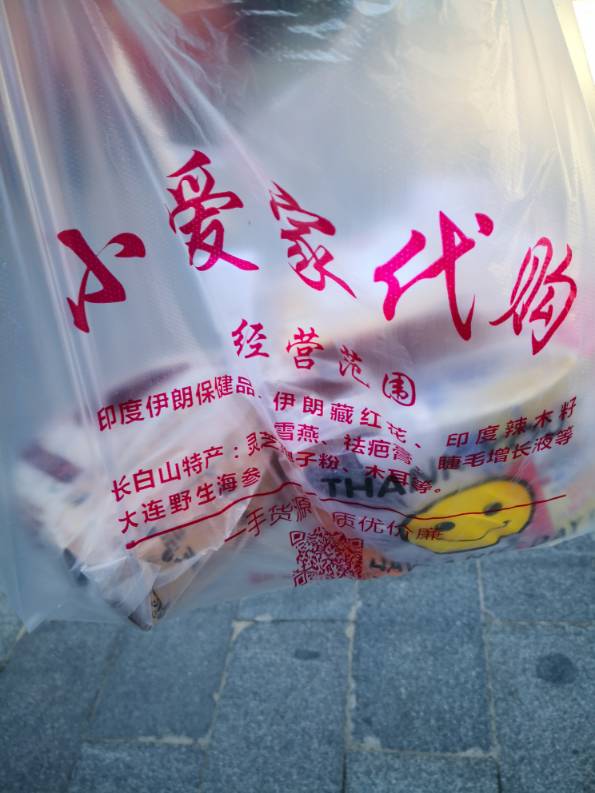 小爱家代购
经营范围
印度伊朗保健品、伊朗藏红花、印度辣木籽
雪燕、祛疤膏、睫毛增长液等
长白山特产：灵芝孢子粉、木耳等。
大连野生海参
一手货源 质优价廉
THAN